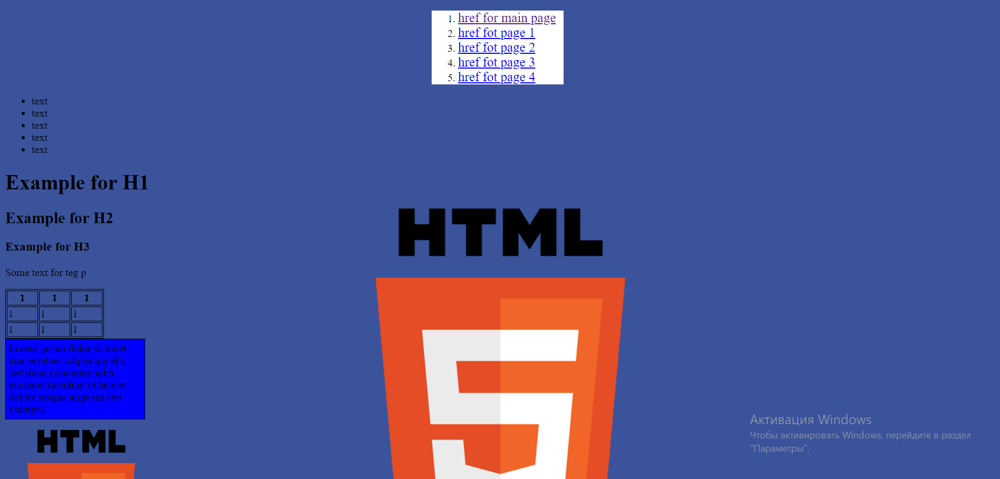 1. href for main page
2. href fot page 1
3. href fot page 2
4. href fot page 3
5. href fot page 4
• text
• text
• text
• text
• text
Example for H1
Example for H2
Example for H3
Some text for teg p
1 1 1
1 1 1
1 1 1
Lorem ipsum dolor sit amet,
consectetuer adipiscing elit,
sed diem nonummy nibh
euismod tincidunt ut lacreet
dolore magna aliguam erat
volutpat.
HTML
HTML
5
Активация Windows
Чтобы активировать Windows, перейдите в раздел
"Параметры".